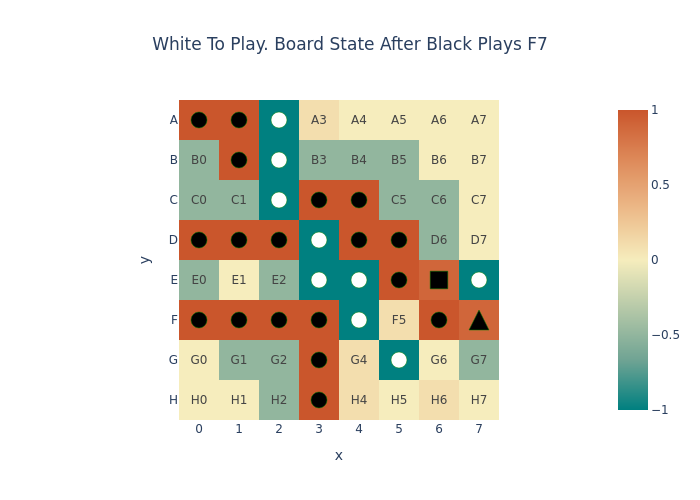 White To Play. Board State After Black Plays F7
A A3 A4 A5 A6 A7
B B0 B3 B4 B5 B6 B7
C C0 C1 C5 C6 C7
D D6 D7
E E0 E1 E2
F F5
G G0 G1 G2 G4 G6 G7
H H0 H1 H2 H4 H5 H6 H7
0 1 2 3 4 5 6 7
x
y
1
0.5
0
−0.5
−1